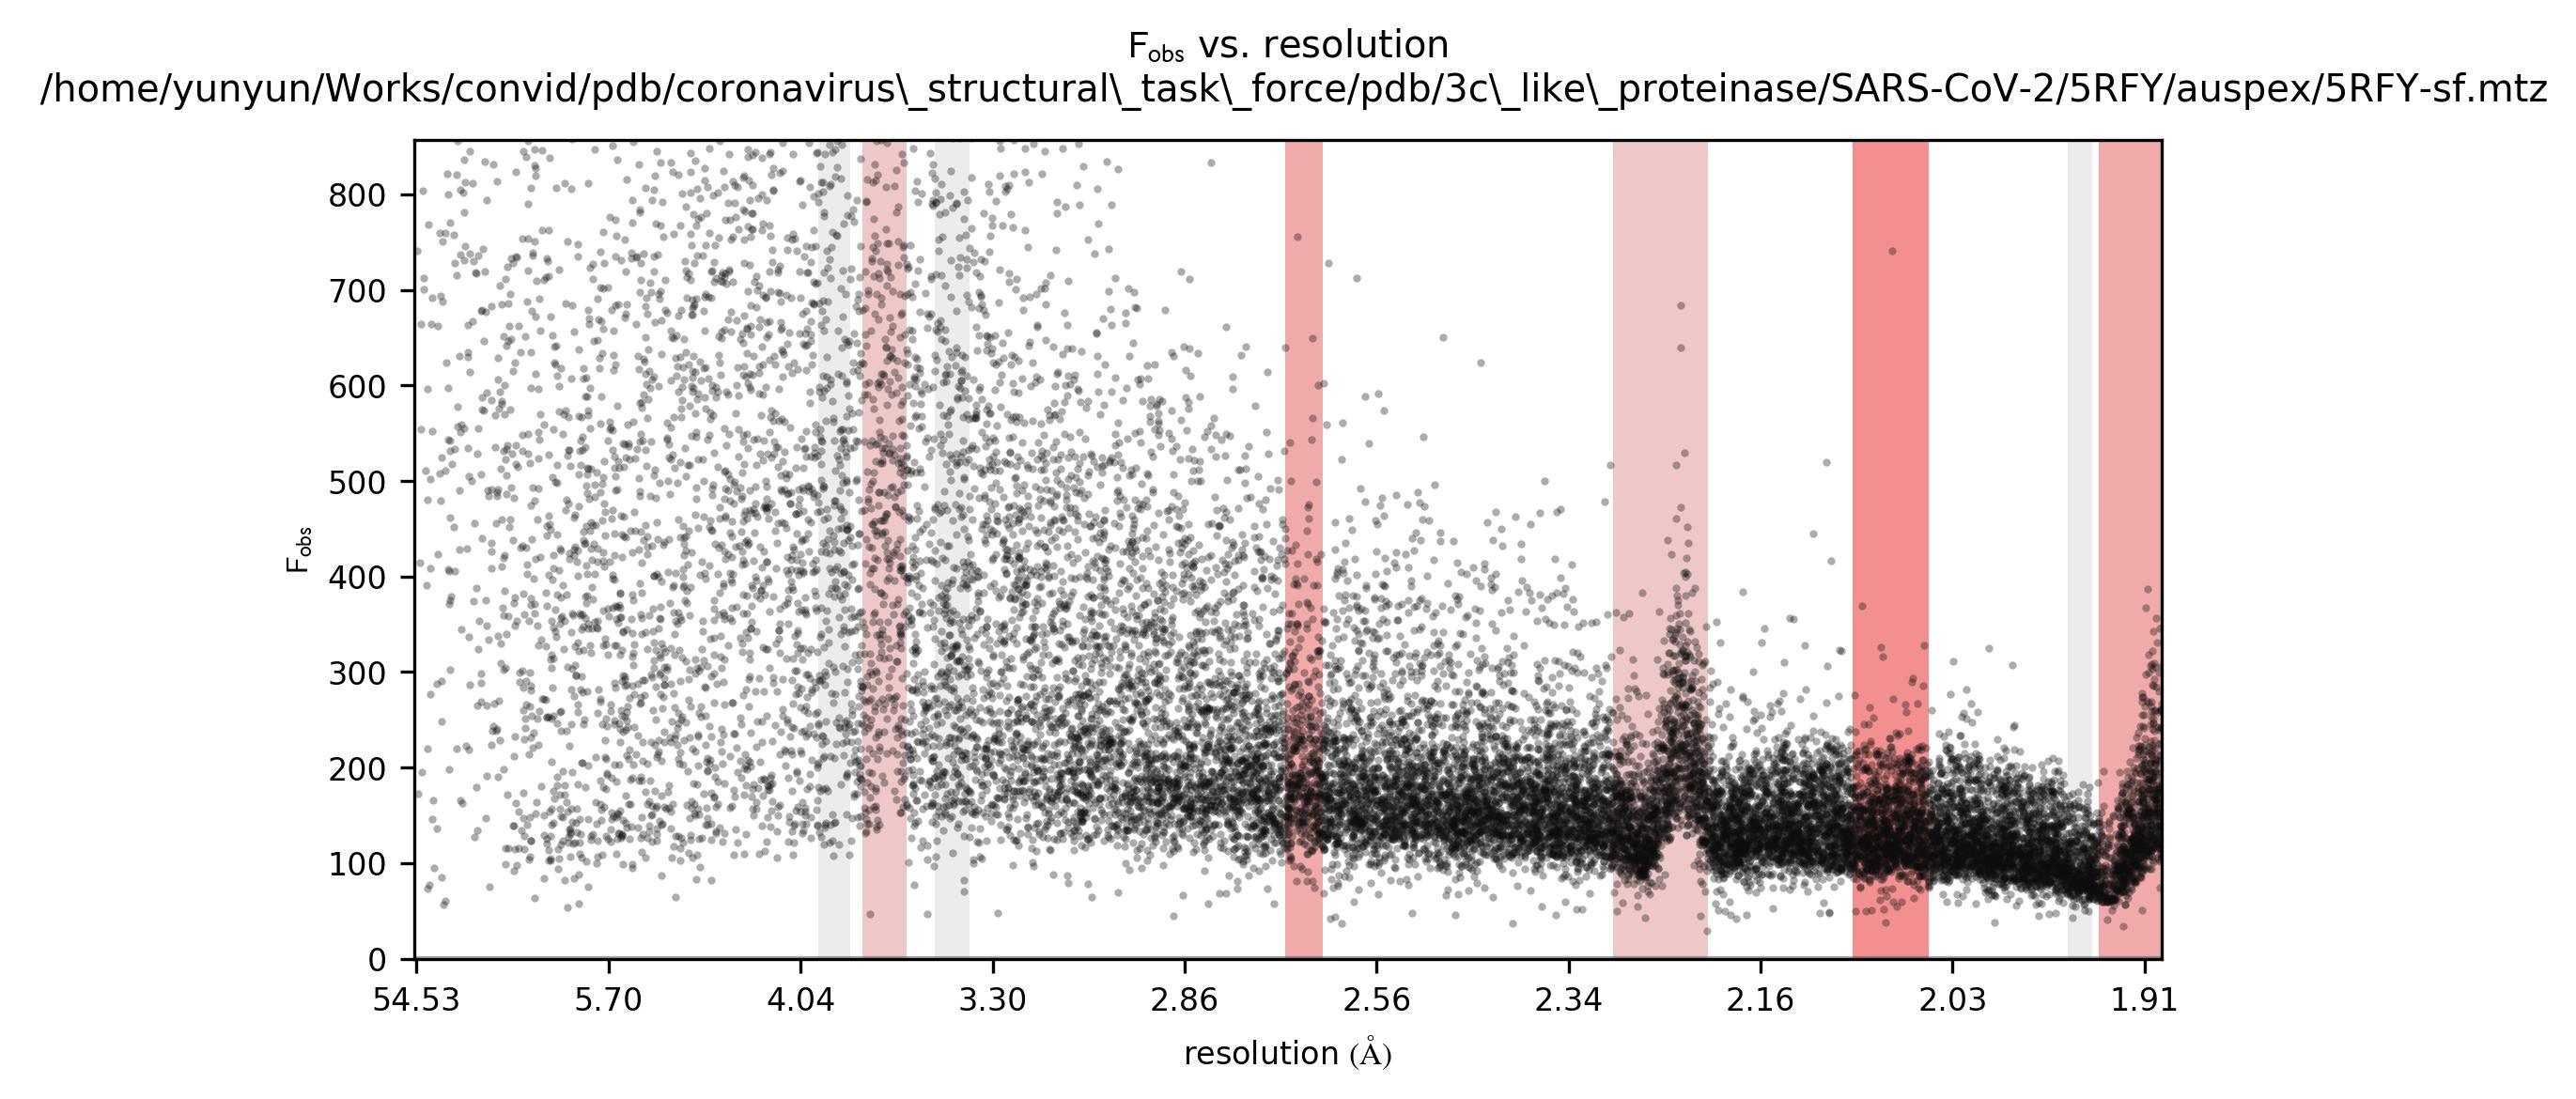 F_obs vs. resolution
/home/yunyun/Works/convid/pdb/coronavirus\_structural\_task\_force/pdb/3c\_like\_proteinase/SARS-CoV-2/5RFY/auspex/5RFY-sf.mtz
800
700
600
500
400
300
200
100
0
F_obs
54.53 5.70 4.04 3.30 2.86 2.56 2.34 2.16 2.03 1.91
resolution (Å)